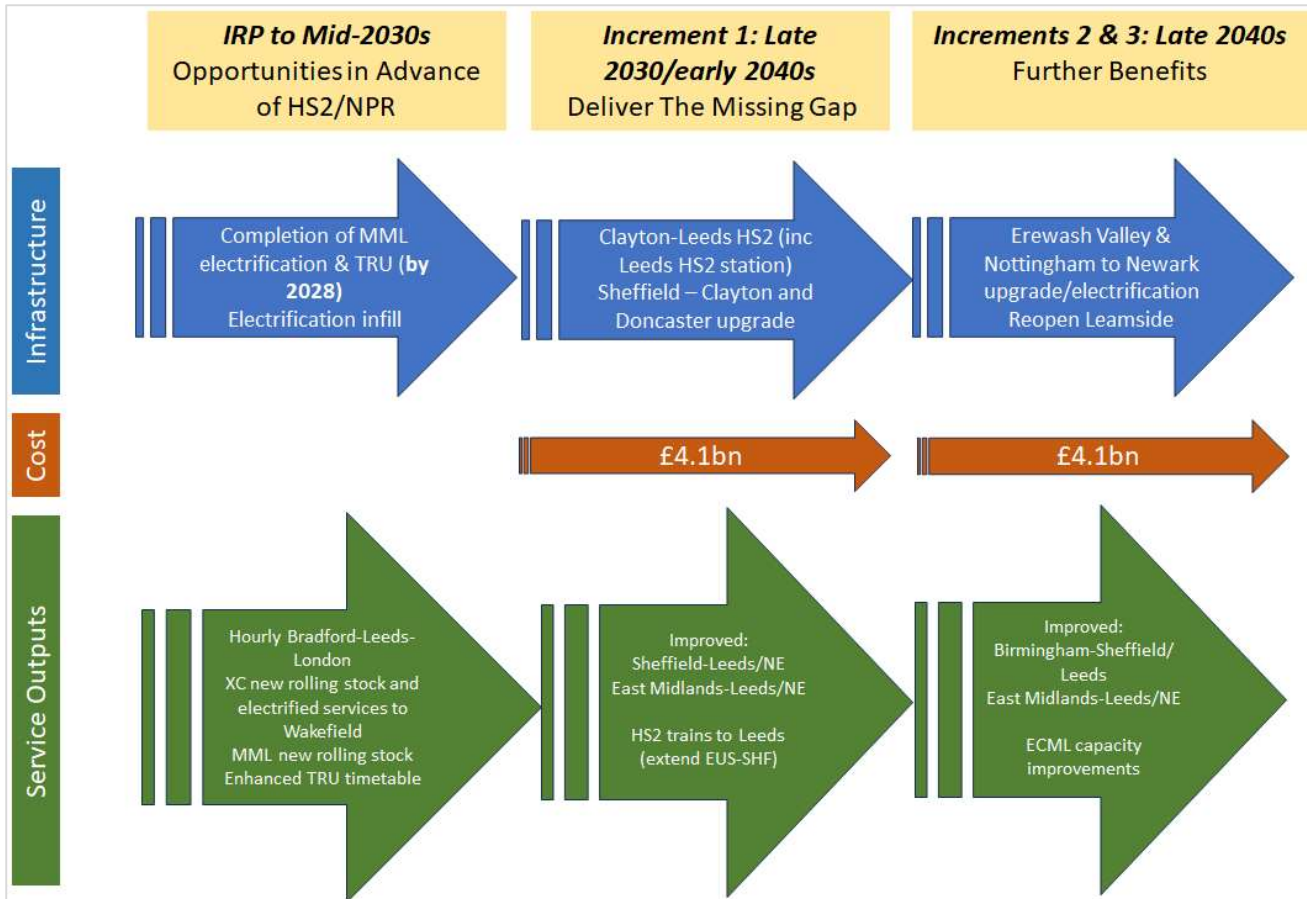 IRP to Mid-2030s
Opportunities in Advance
of HS2/NPR
Increment 1: Late
2030/early 2040s
Deliver The Missing Gap
Increments 2 & 3: Late 2040s
Further Benefits
Infrastructure
Completion of MML
electrification & TRU (by
2028)
Electrification infill
Clayton-Leeds HS2 (inc
Leeds HS2 station)
Sheffield – Clayton and
Doncaster upgrade
Erewash Valley &
Nottingham to Newark
upgrade/electrification
Reopen Leamside
Cost
£4.1bn
£4.1bn
Service Outputs
Hourly Bradford-Leeds-
London
XC new rolling stock and
electrified services to
Wakefield
MML new rolling stock
Enhanced TRU timetable
Improved:
Sheffield-Leeds/NE
East Midlands-Leeds/NE
HS2 trains to Leeds
(extend EUS-SHF)
Improved:
Birmingham-Sheffield/
Leeds
East Midlands-Leeds/NE
ECML capacity
improvements